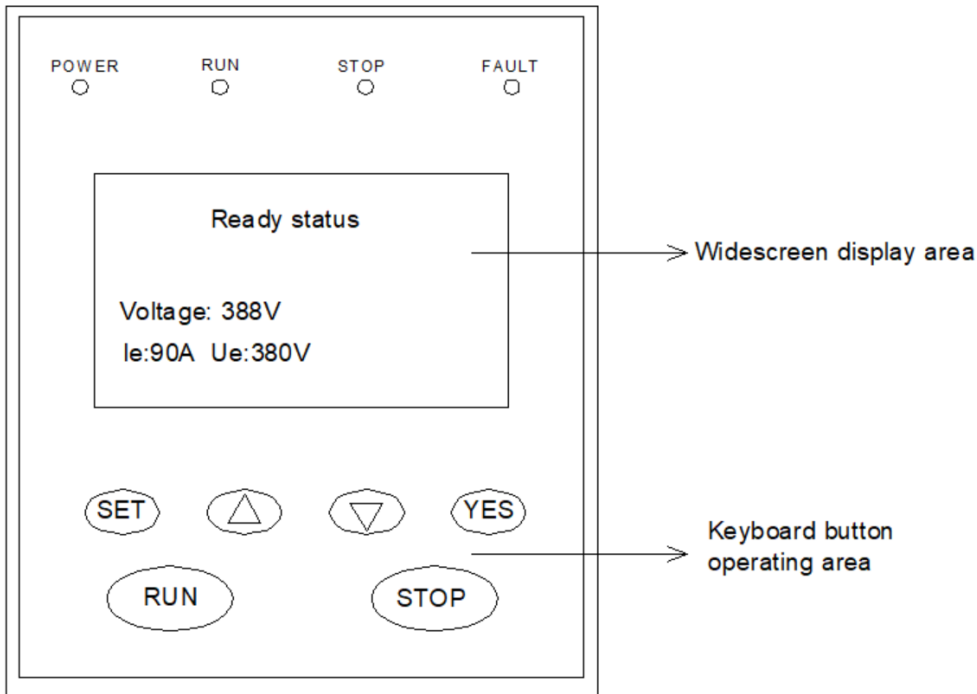 POWER RUN STOP FAULT
Ready status
Widescreen display area
Voltage: 388V
Ie:90A Ue:380V
SET YES
Keyboard button
operating area
RUN STOP